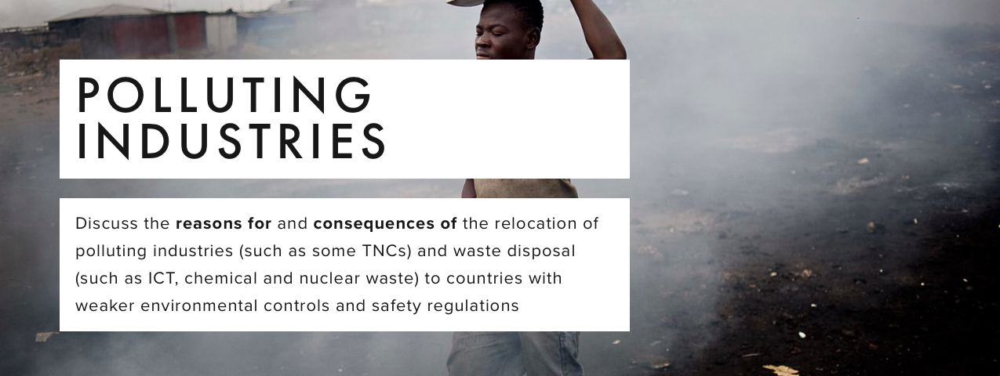 POLLUTING
INDUSTRIES
Discuss the reasons for and consequences of the relocation of
polluting industries (such as some TNCs) and waste disposal
(such as ICT, chemical and nuclear waste) to countries with
weaker environmental controls and safety regulations